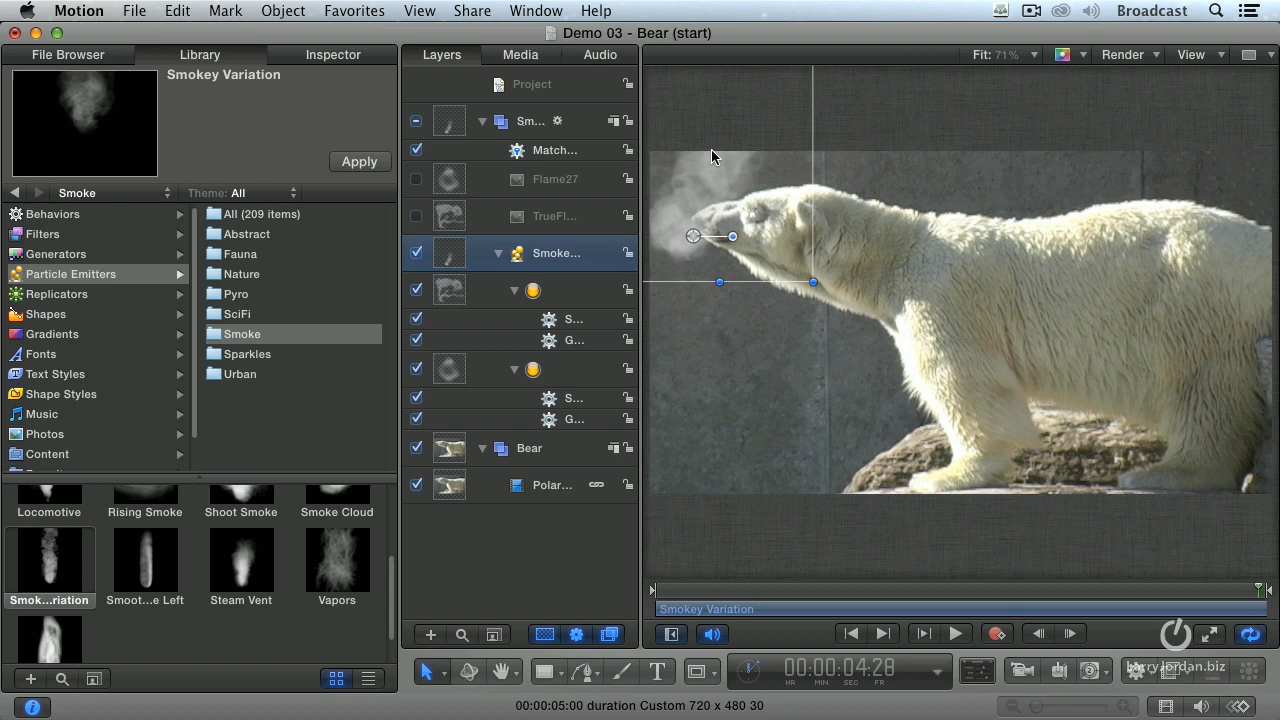 Motion File Edit Mark Object Favorites View Share Window Help Broadcast
Demo 03 - Bear (start)
File Browser Library Inspector
Layers Media Audio
Fit: 71% Render View
Smokey Variation
Apply
Smoke Theme: All
Behaviors
Filters
Generators
Particle Emitters
Replicators
Shapes
Gradients
Fonts
Text Styles
Shape Styles
Music
Photos
Content
All (209 items)
Abstract
Fauna
Nature
Pyro
SciFi
Smoke
Sparkles
Urban
Locomotive Rising Smoke Shoot Smoke Smoke Cloud
Smok...riation Smoot...e Left Steam Vent Vapors
Project
Sm...
Match...
Flame27
TrueFl...
Smoke...
S...
G...
S...
G...
Bear
Polar...
Smokey Variation
T
00:00:04:28
HR MIN SEC FR
larryjordan.biz
00:00:05:00 duration Custom 720 x 480 30